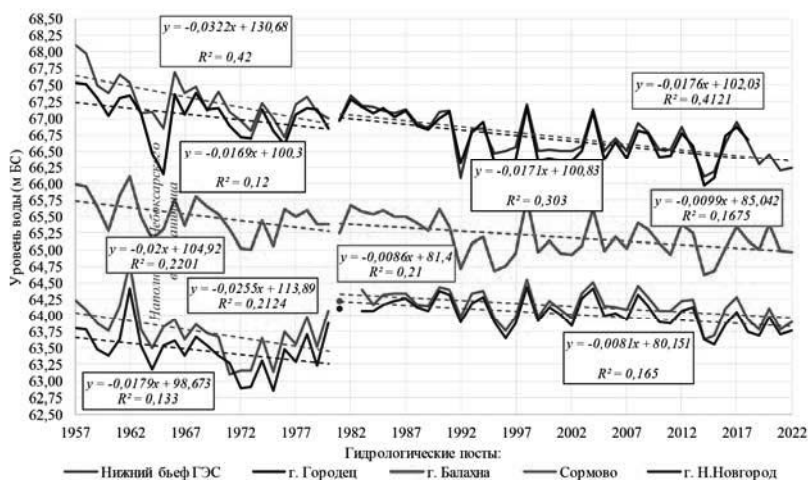 Уровень воды (м БС)
68,50
68,00
67,50
67,00
66,50
66,00
65,50
65,00
64,50
64,00
63,50
63,00
62,50
y = -0,0322x + 130,68
R² = 0,42
y = -0,0169x + 100,3
R² = 0,12
y = -0,0176x + 102,03
R² = 0,4121
y = -0,0171x + 100,83
R² = 0,303
y = -0,0099x + 85,042
R² = 0,1675
y = -0,02x + 104,92
R² = 0,2201
y = -0,0086x + 81,4
R² = 0,21
y = -0,0255x + 113,89
R² = 0,2124
y = -0,0081x + 80,151
R² = 0,165
y = -0,0179x + 98,673
R² = 0,133
1957 1962 1967 1972 1977 1982 1987 1992 1997 2002 2007 2012 2017 2022
Гидрологические посты:
Нижний бьеф ГЭС г. Городец г. Балахна Сормово г. Н.Новгород